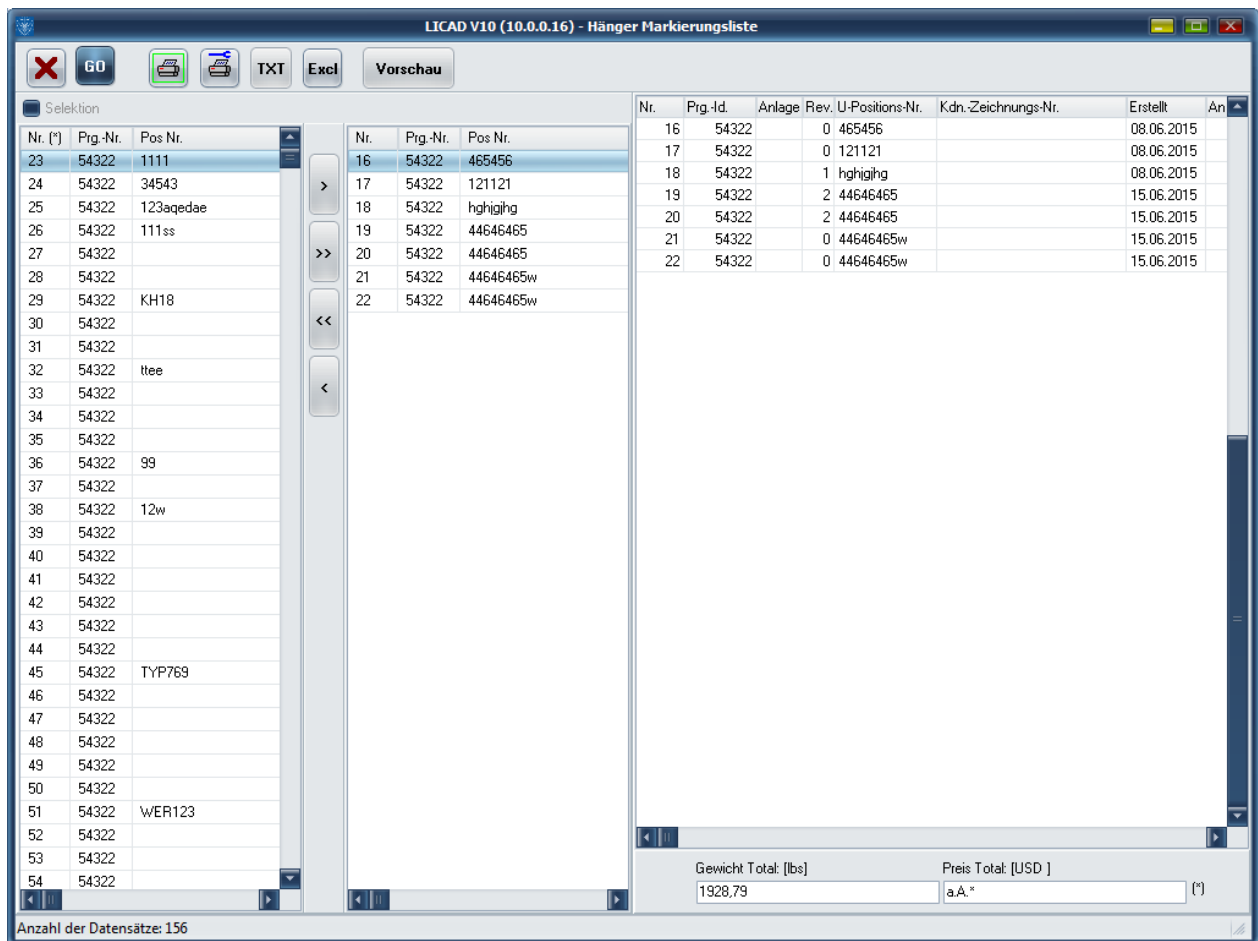 LICAD V10 (10.0.0.16) - Hänger Markierungsliste
GO TXT Excl Vorschau
Selektion
Nr. (*) Prg.-Nr. Pos Nr.
23 54322 1111
24 54322 34543
25 54322 123aqedae
26 54322 111ss
27 54322
28 54322
29 54322 KH18
30 54322
31 54322
32 54322 ttee
33 54322
34 54322
35 54322
36 54322 99
37 54322
38 54322 12w
39 54322
40 54322
41 54322
42 54322
43 54322
44 54322
45 54322 TYP769
46 54322
47 54322
48 54322
49 54322
50 54322
51 54322 WER123
52 54322
53 54322
54 54322
>
>>
<<
<
Nr. Prg.-Nr. Pos Nr.
16 54322 465456
17 54322 121121
18 54322 hghjgjhg
19 54322 44646465
20 54322 44646465
21 54322 44646465w
22 54322 44646465w
Nr. Prg.-Id. Anlage Rev. U-Positions-Nr. Kdn.-Zeichnungs-Nr. Erstellt An
16 54322 0 465456 08.06.2015
17 54322 0 121121 08.06.2015
18 54322 1 hghjgjhg 08.06.2015
19 54322 2 44646465 15.06.2015
20 54322 2 44646465 15.06.2015
21 54322 0 44646465w 15.06.2015
22 54322 0 44646465w 15.06.2015
Gewicht Total: [lbs] Preis Total: [USD ]
1928,79 a.A.* (*)
Anzahl der Datensätze: 156